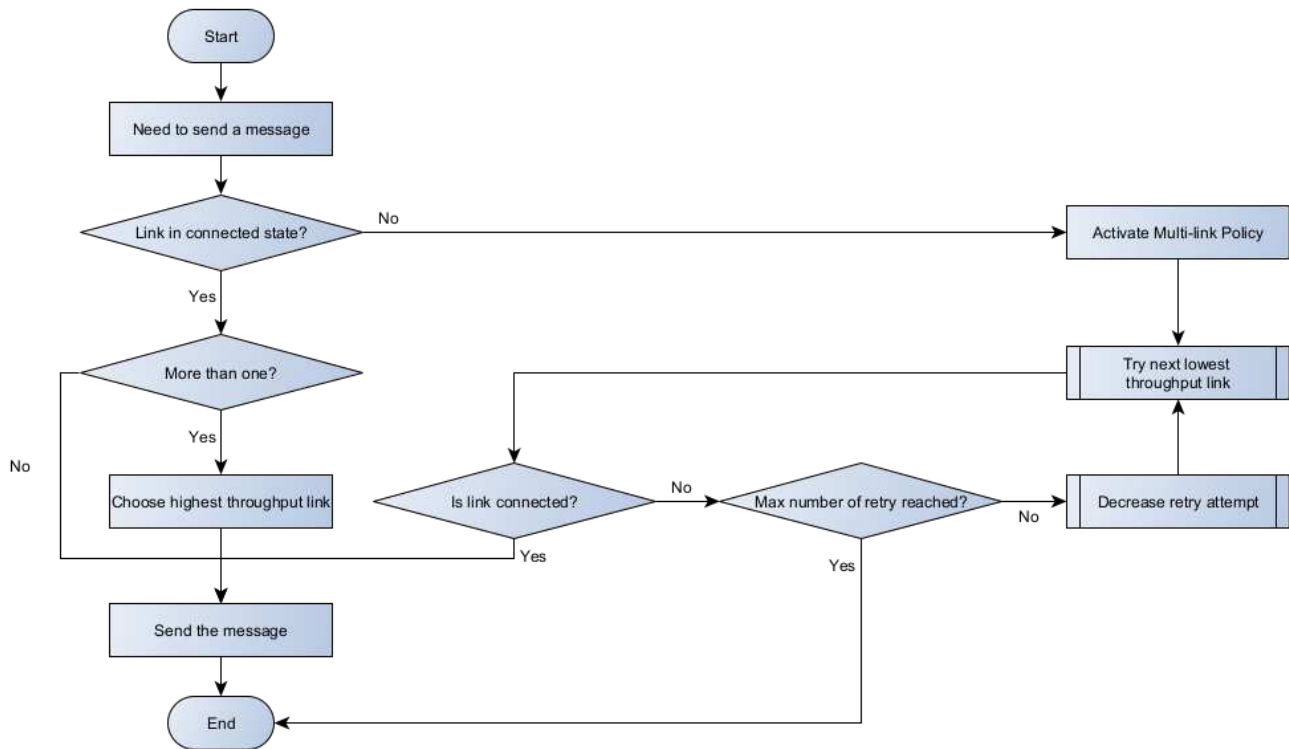 Start
Need to send a message
Link in connected state?
No
Activate Multi-link Policy
Yes
More than one?
Try next lowest
throughput link
Yes
No
Choose highest throughput link
Is link connected?
No
Max number of retry reached?
No
Decrease retry attempt
Yes
Yes
Send the message
End